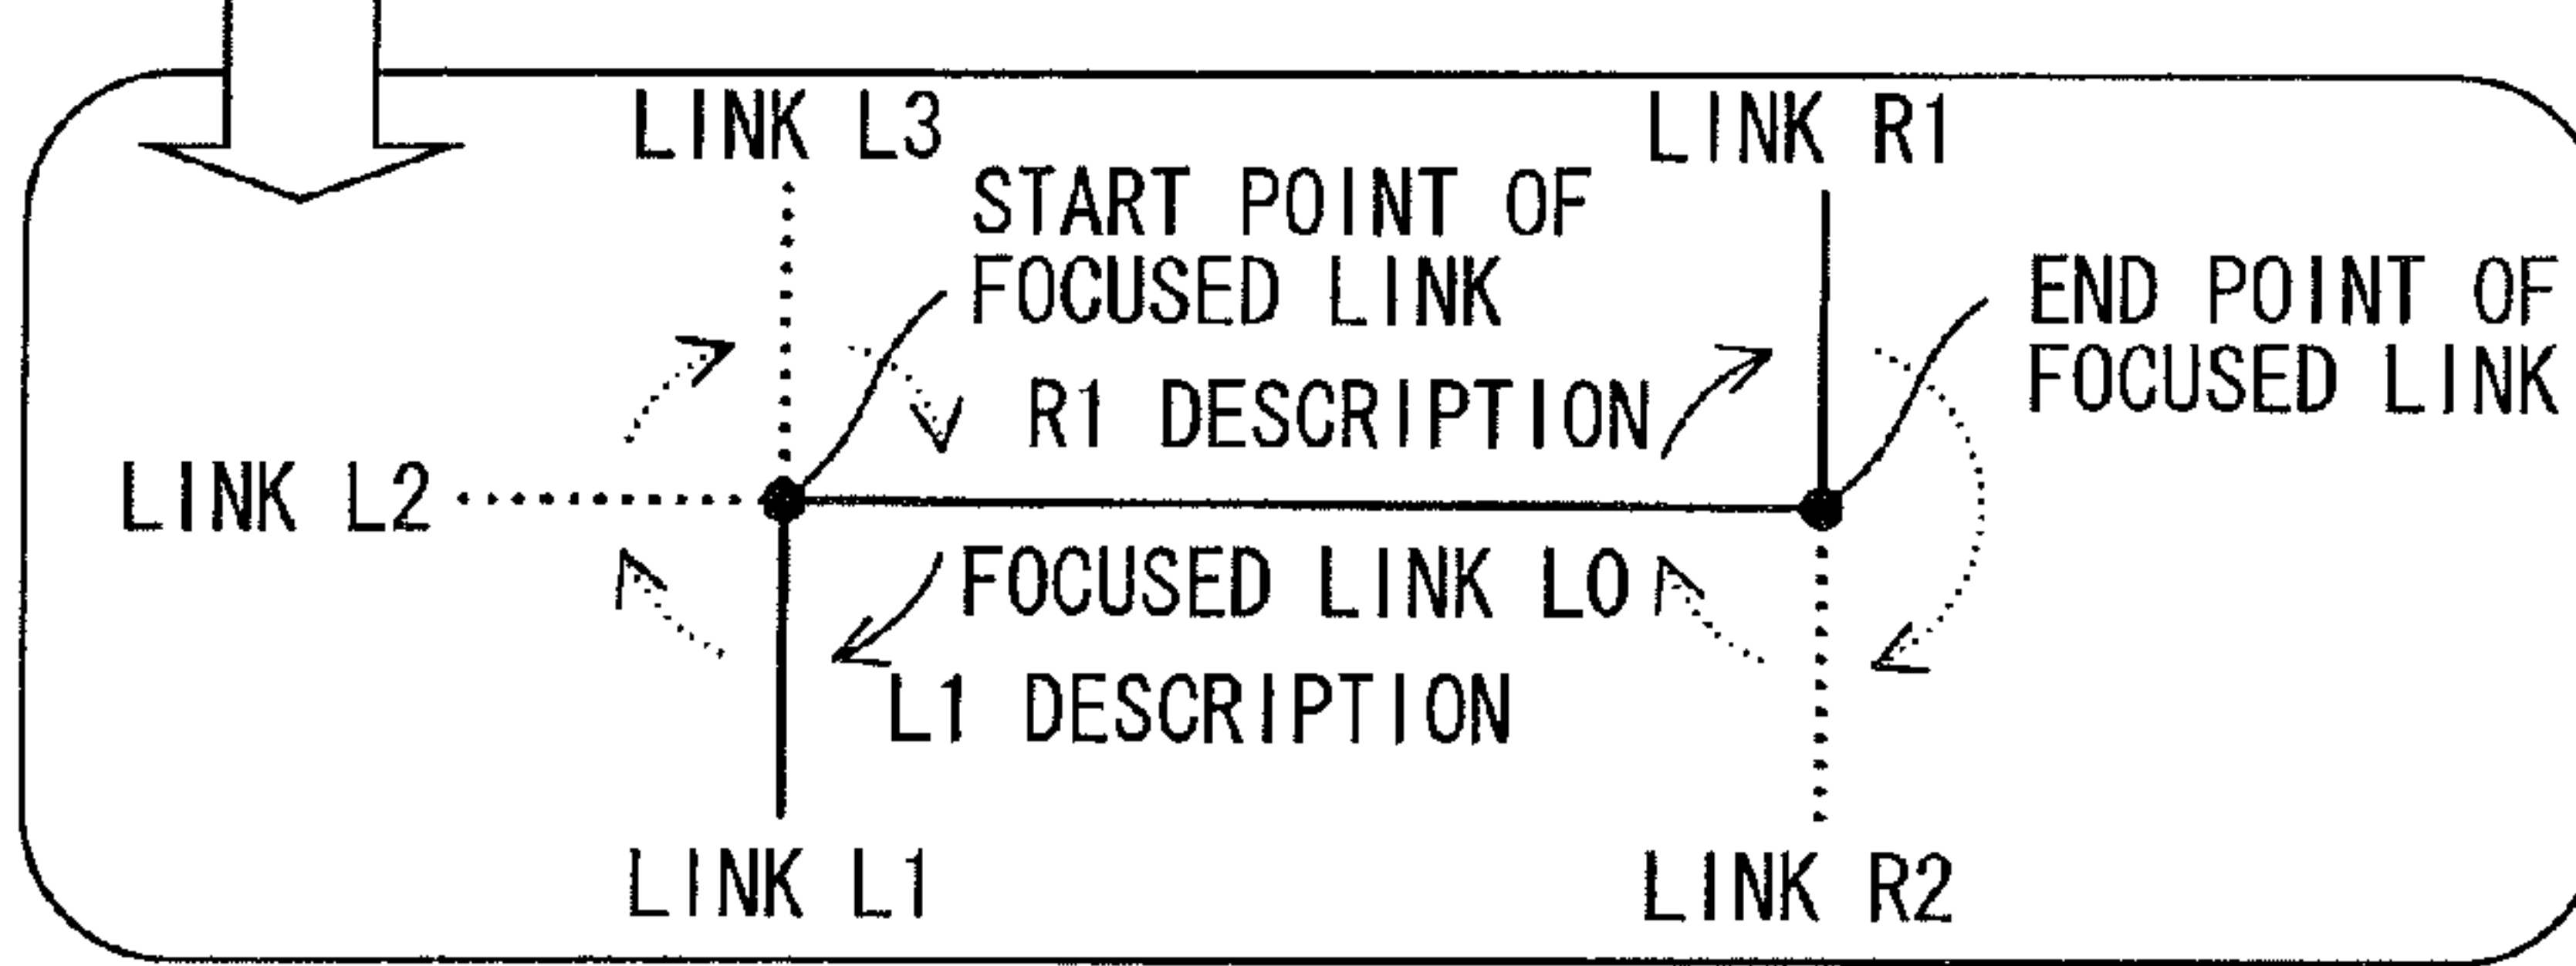 LINK L3
LINK R1
START POINT OF
FOCUSED LINK
END POINT OF
FOCUSED LINK
R1 DESCRIPTION
LINK L2
FOCUSED LINK L0
L1 DESCRIPTION
LINK L1
LINK R2